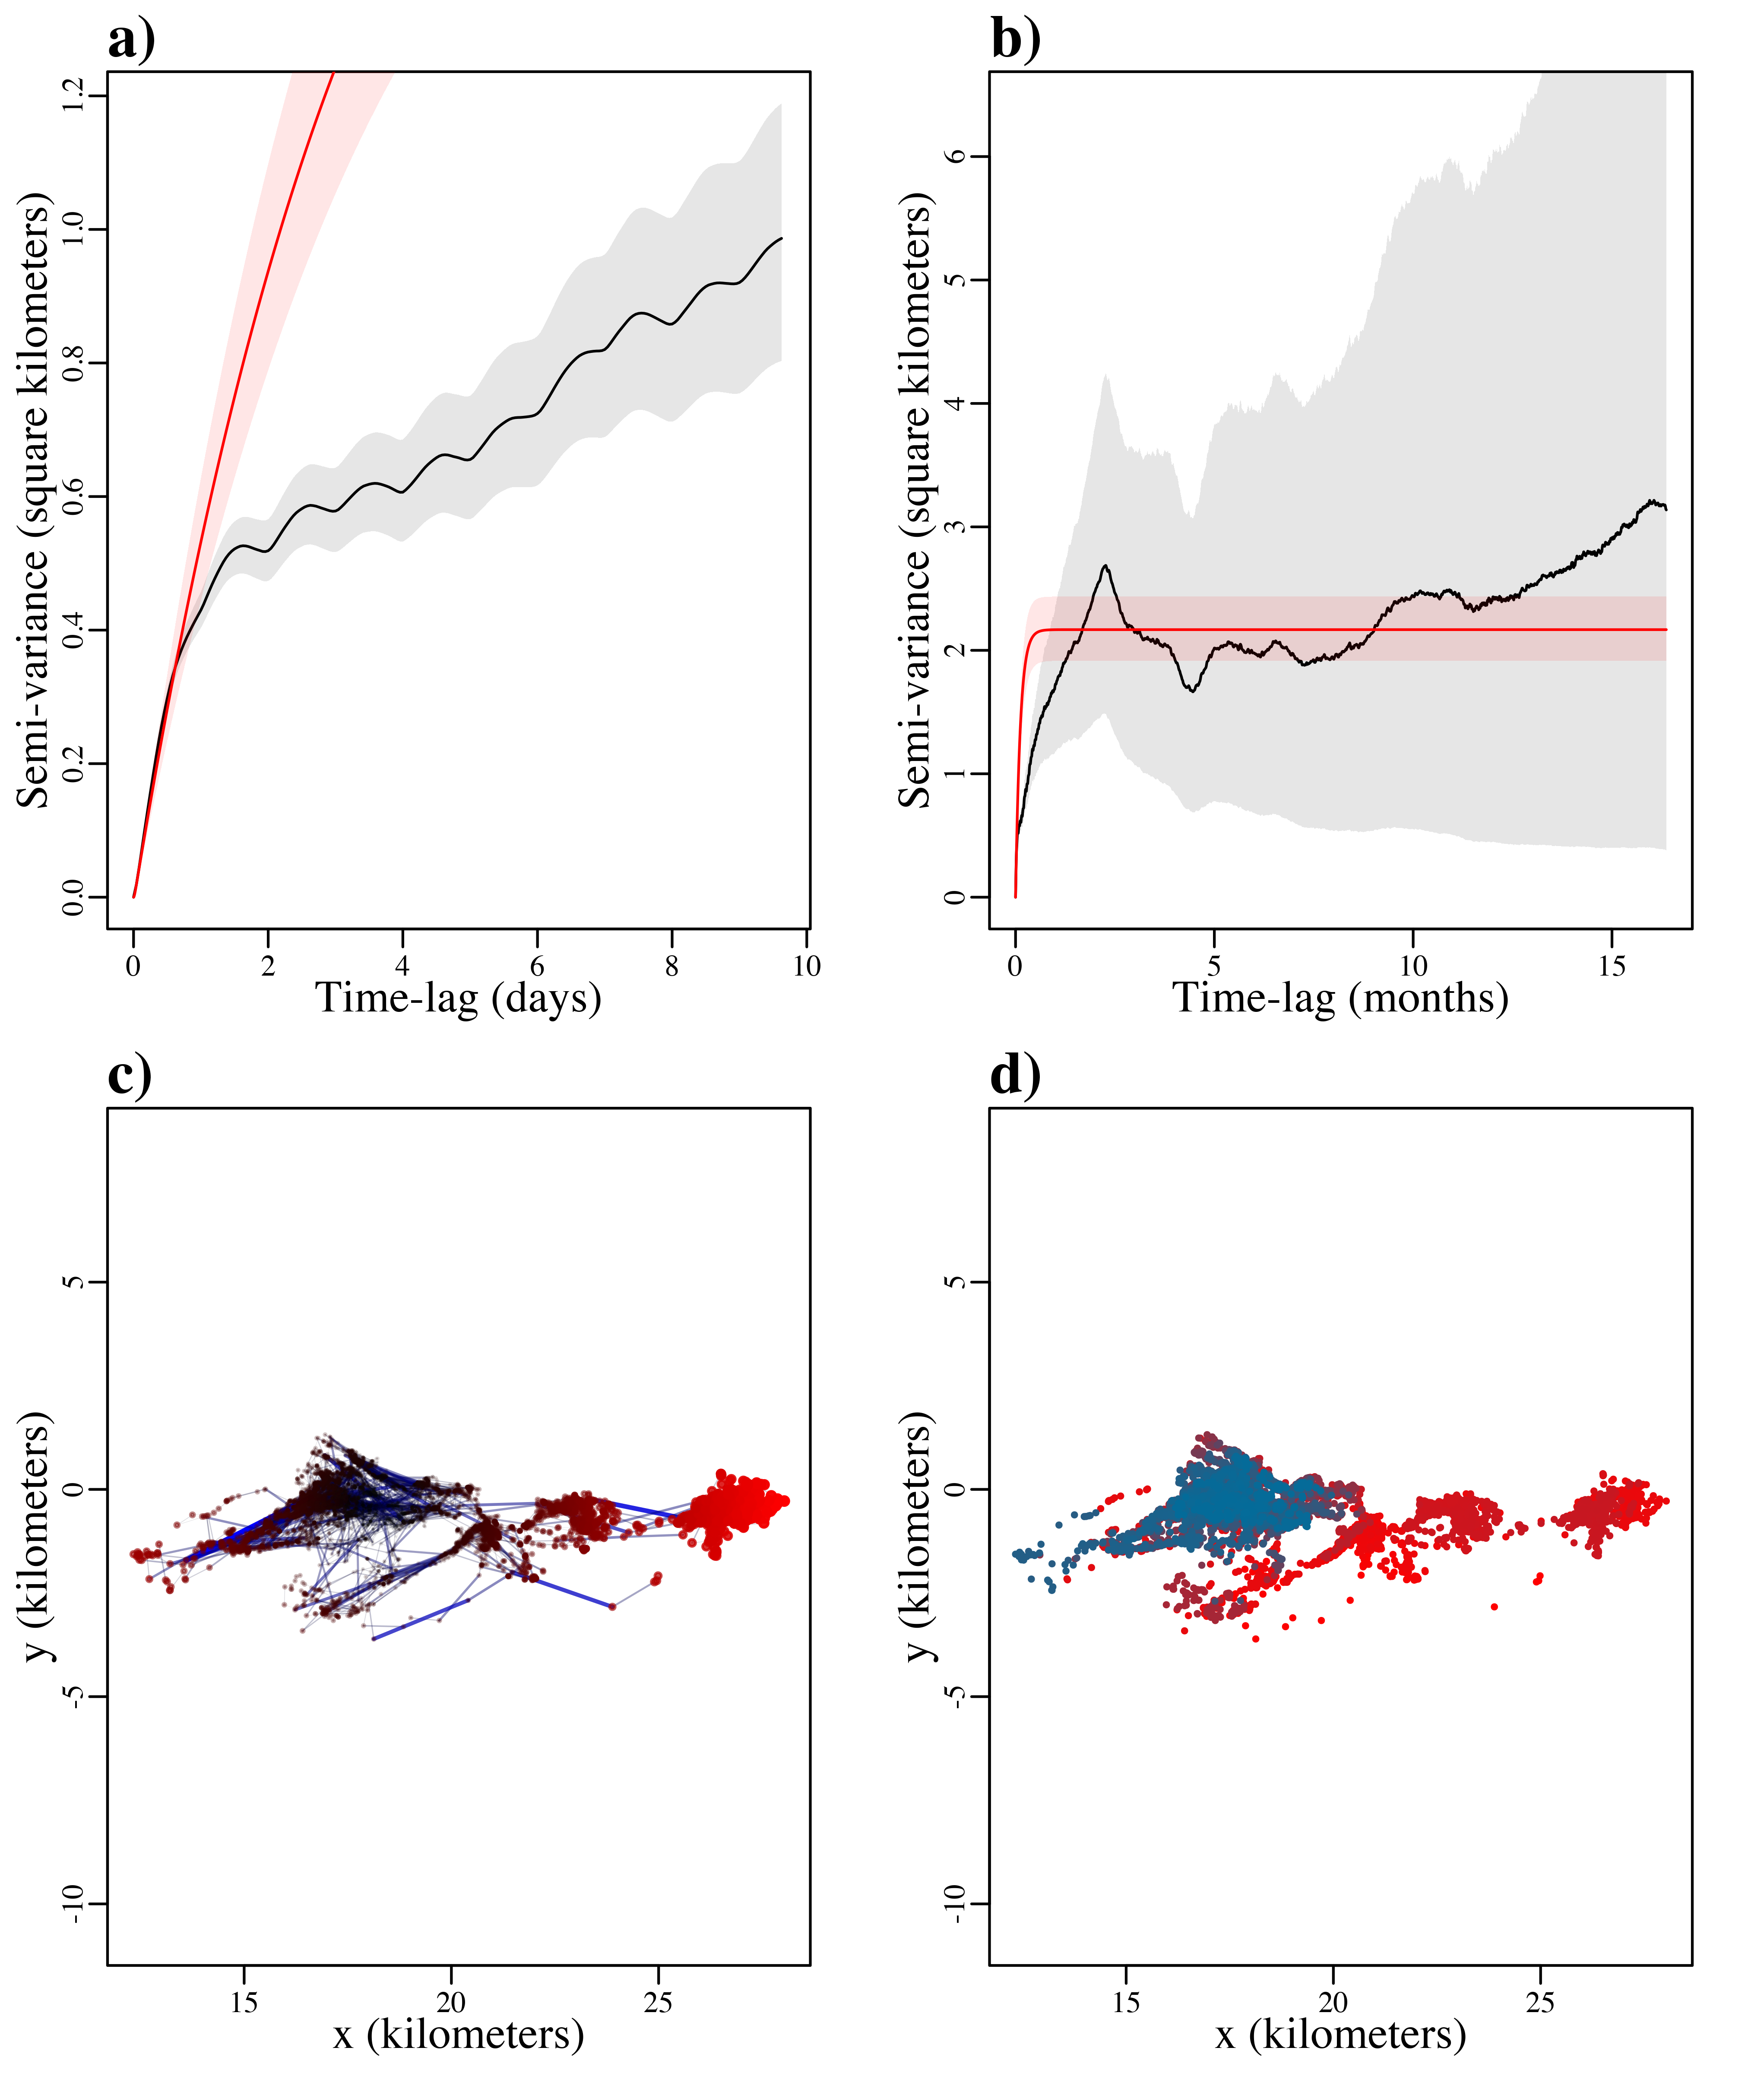 a)
Semi-variance (square kilometers)
0.0 0.2 0.4 0.6 0.8 1.0 1.2
0 2 4 6 8 10
Time-lag (days)
b)
Semi-variance (square kilometers)
0 1 2 3 4 5 6
0 5 10 15
Time-lag (months)
c)
y (kilometers)
-10 -5 0 5
15 20 25
x (kilometers)
d)
y (kilometers)
-10 -5 0 5
15 20 25
x (kilometers)